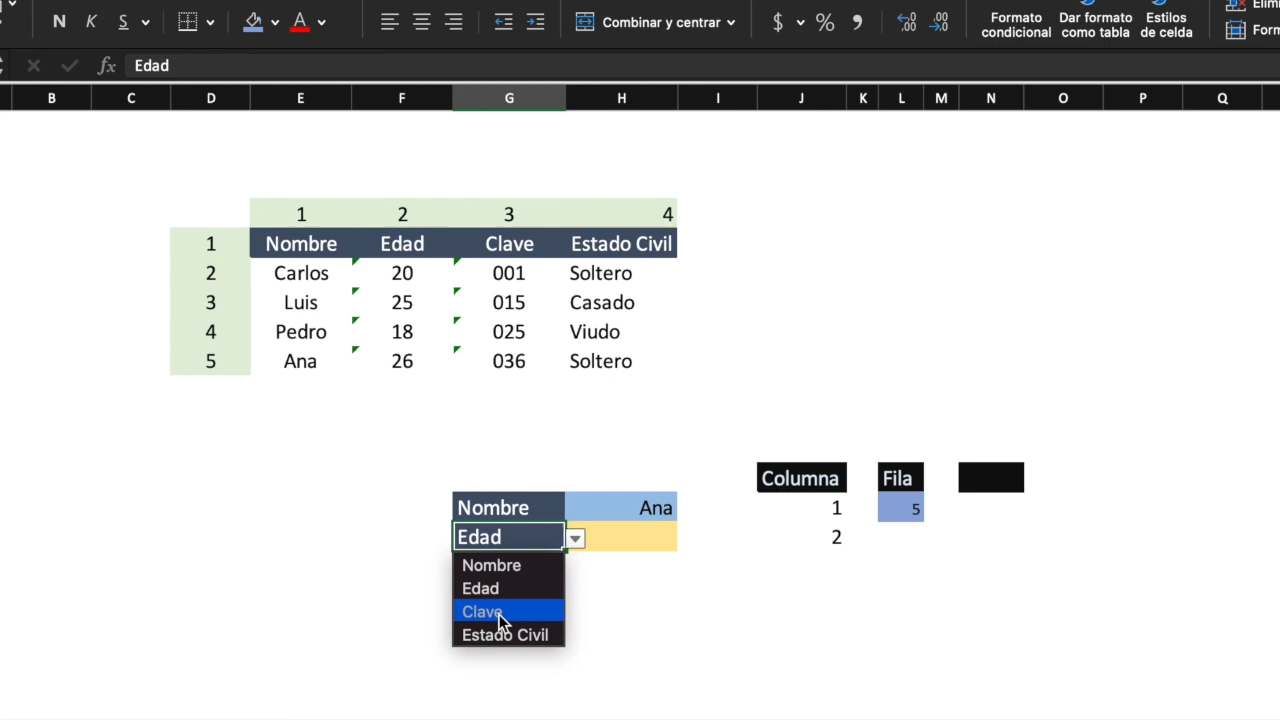 N K S Combinar y centrar $ % Formato condicional Dar formato como tabla Estilos de celda
fx Edad
B C D E F G H I J K L M N O P Q
1 2 3 4
1 Nombre Edad Clave Estado Civil
2 Carlos 20 001 Soltero
3 Luis 25 015 Casado
4 Pedro 18 025 Viudo
5 Ana 26 036 Soltero
Columna Fila
Nombre Ana 1 5
Edad 2
Nombre
Edad
Clave
Estado Civil